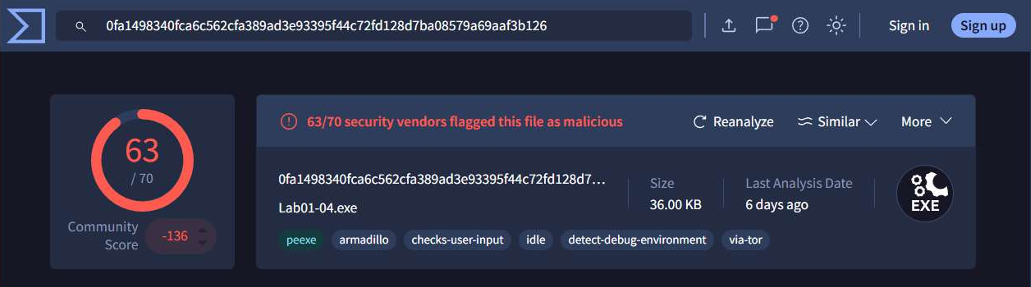 0fa1498340fca6c562cfa389ad3e93395f44c72fd128d7ba08579a69aaf3b126
Sign in
Sign up
63
/ 70
Community
Score
-136
63/70 security vendors flagged this file as malicious
Reanalyze
Similar
More
0fa1498340fca6c562cfa389ad3e93395f44c72fd128d7…
Lab01-04.exe
Size
36.00 KB
Last Analysis Date
6 days ago
EXE
peexe
armadillo
checks-user-input
idle
detect-debug-environment
via-tor